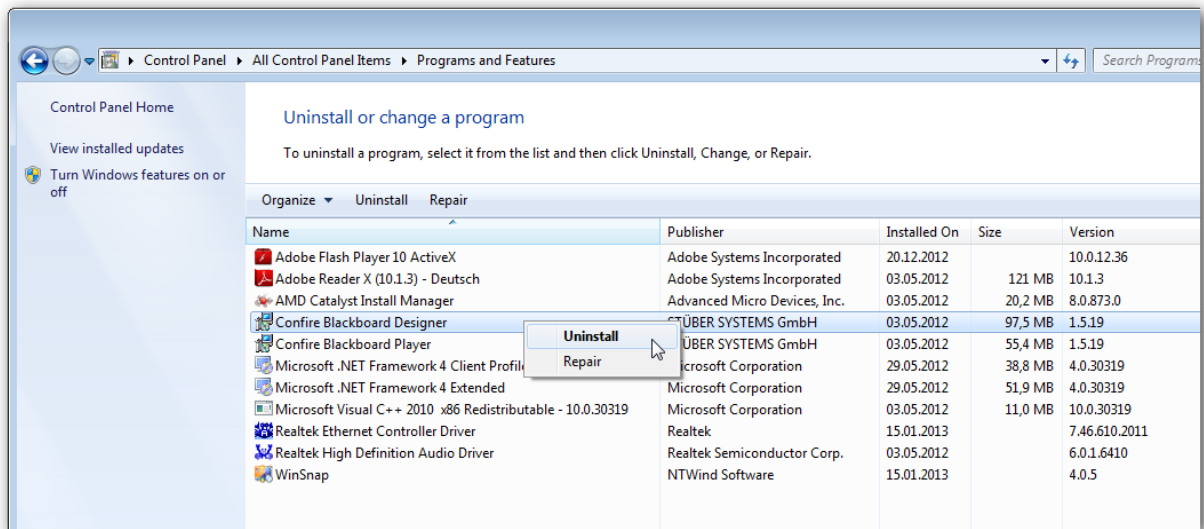 Control Panel All Control Panel Items Programs and Features Search Programs
Control Panel Home
View installed updates
Turn Windows features on or
off
Uninstall or change a program
To uninstall a program, select it from the list and then click Uninstall, Change, or Repair.
Organize Uninstall Repair
Name Publisher Installed On Size Version
Adobe Flash Player 10 ActiveX Adobe Systems Incorporated 20.12.2012 10.0.12.36
Adobe Reader X (10.1.3) - Deutsch Adobe Systems Incorporated 03.05.2012 121 MB 10.1.3
AMD Catalyst Install Manager Advanced Micro Devices, Inc. 03.05.2012 20,2 MB 8.0.873.0
Confire Blackboard Designer STÜBER SYSTEMS GmbH 03.05.2012 97,5 MB 1.5.19
Uninstall
Confire Blackboard Player ÜBER SYSTEMS GmbH 03.05.2012 55,4 MB 1.5.19
Repair
Microsoft .NET Framework 4 Client Profile icrosoft Corporation 29.05.2012 38,8 MB 4.0.30319
Microsoft .NET Framework 4 Extended Microsoft Corporation 29.05.2012 51,9 MB 4.0.30319
Microsoft Visual C++ 2010 x86 Redistributable - 10.0.30319 Microsoft Corporation 03.05.2012 11,0 MB 10.0.30319
Realtek Ethernet Controller Driver Realtek 15.01.2013 7.46.610.2011
Realtek High Definition Audio Driver Realtek Semiconductor Corp. 03.05.2012 6.0.1.6410
WinSnap NTWind Software 15.01.2013 4.0.5